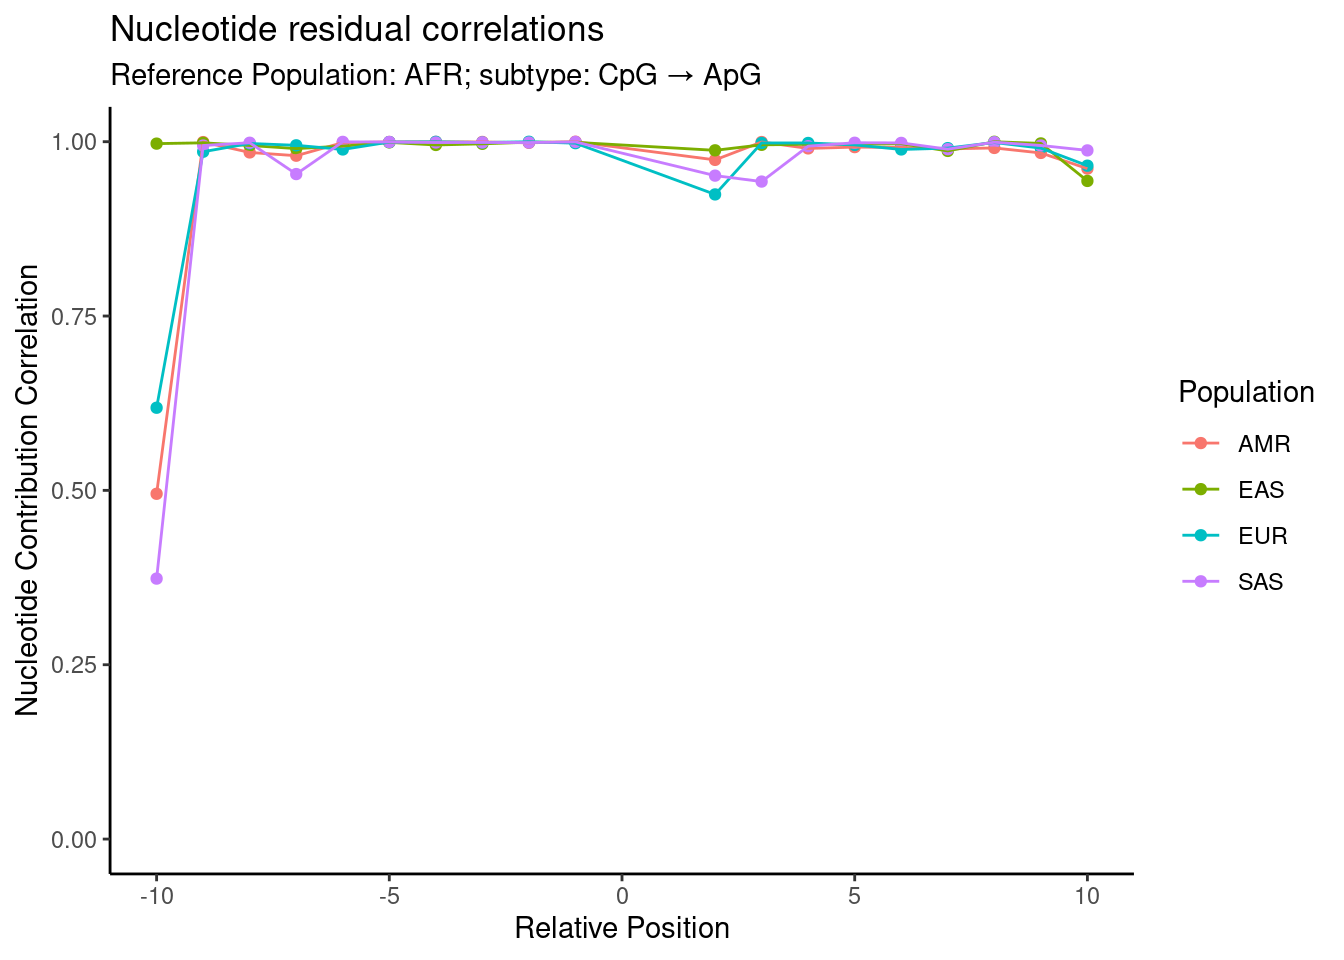 Nucleotide residual correlations
Reference Population: AFR; subtype: CpG → ApG
Nucleotide Contribution Correlation
1.00
0.75
0.50
0.25
0.00
-10
-5
0
5
10
Relative Position
Population
AMR
EAS
EUR
SAS